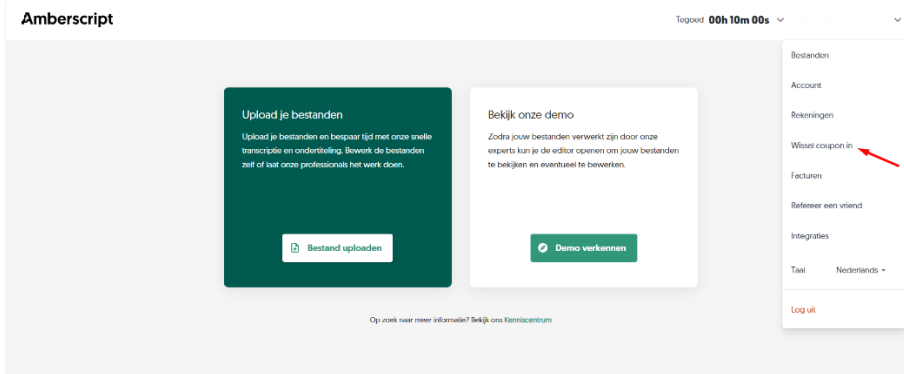 Amberscript
Tegoed 00h 10m 00s
Upload je bestanden
Upload je bestanden en bespaar tijd met onze snelle
transcriptie en ondertiteling. Bewerk de bestanden
zelf of laat onze professionals het werk doen.
Bestand uploaden
Bekijk onze demo
Zodra jouw bestanden verwerkt zijn door onze
experts kun je de editor openen om jouw bestanden
te bekijken en eventueel te bewerken.
Demo verkennen
Op zoek naar meer informatie? Bekijk ons Kenniscentrum
Bestanden
Account
Rekeningen
Wissel coupon in
Facturen
Refereer een vriend
Integraties
Taal Nederlands
Log uit